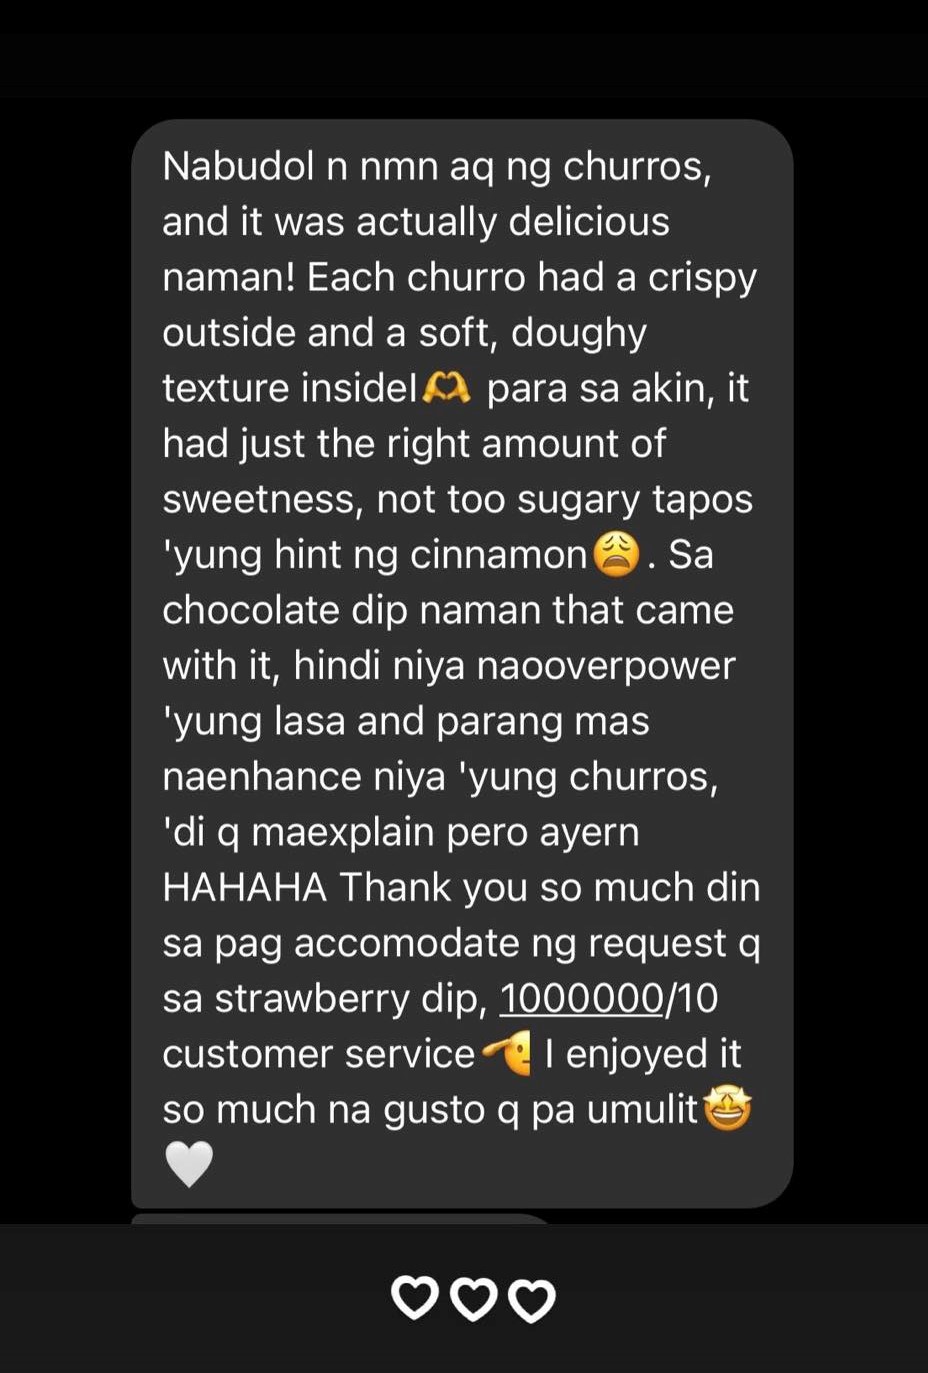 Nabudol n nmn aq ng churros,
and it was actually delicious
naman! Each churro had a crispy
outside and a soft, doughy
texture insidel🫶 para sa akin, it
had just the right amount of
sweetness, not too sugary tapos
'yung hint ng cinnamon😩. Sa
chocolate dip naman that came
with it, hindi niya naooverpower
'yung lasa and parang mas
naenhance niya 'yung churros,
'di q maexplain pero ayern
HAHAHA Thank you so much din
sa pag accomodate ng request q
sa strawberry dip, 1000000/10
customer service🫡 I enjoyed it
so much na gusto q pa umulit🤩
🤍